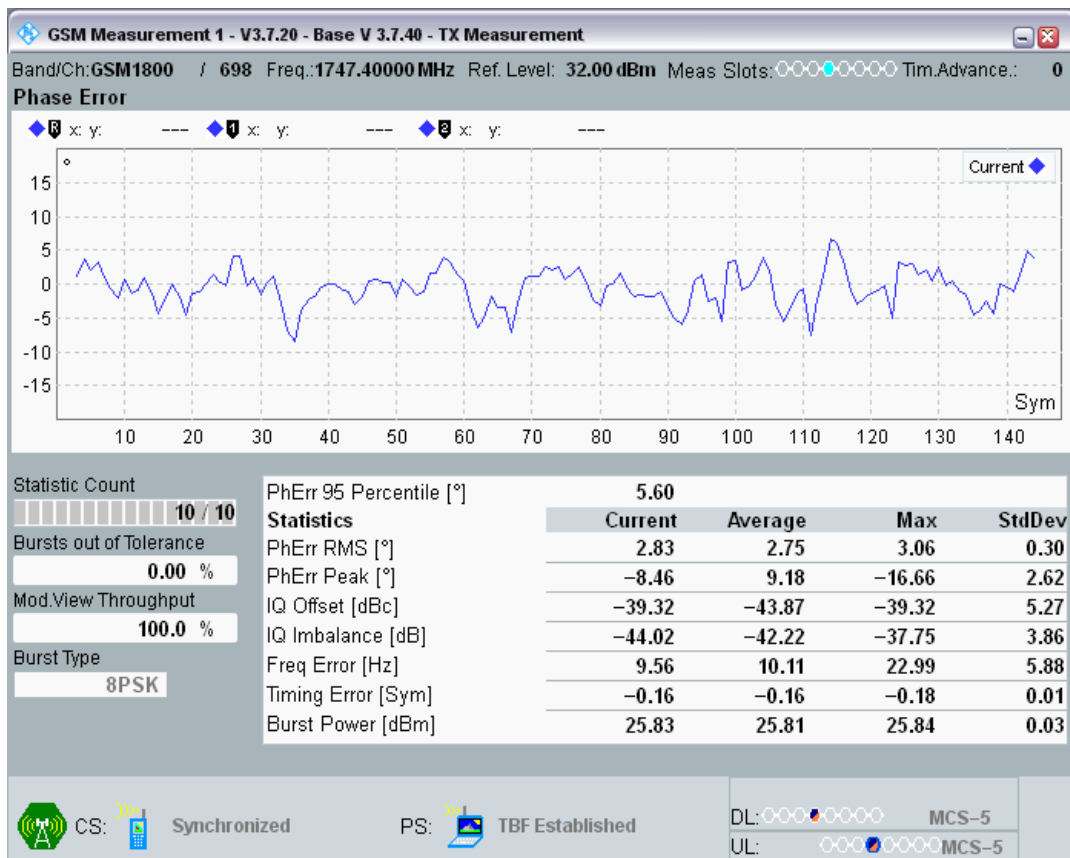 GSM Measurement 1 - V3.7.20 - Base V 3.7.40 - TX Measurement
Band/Ch:GSM1800 / 698 Freq.:1747.40000 MHz Ref. Level: 32.00 dBm Meas Slots: Tim.Advance.: 0
Phase Error
R x: y: --- 1 x: y: --- 2 x: y: ---
° Current
15
10
5
0
-5
-10
-15
Sym
10 20 30 40 50 60 70 80 90 100 110 120 130 140
Statistic Count
10 / 10
Bursts out of Tolerance
0.00 %
Mod.View Throughput
100.0 %
Burst Type
8PSK
PhErr 95 Percentile [°] 5.60
Statistics Current Average Max StdDev
PhErr RMS [°] 2.83 2.75 3.06 0.30
PhErr Peak [°] −8.46 9.18 −16.66 2.62
IQ Offset [dBc] −39.32 −43.87 −39.32 5.27
IQ Imbalance [dB] −44.02 −42.22 −37.75 3.86
Freq Error [Hz] 9.56 10.11 22.99 5.88
Timing Error [Sym] −0.16 −0.16 −0.18 0.01
Burst Power [dBm] 25.83 25.81 25.84 0.03
CS: Synchronized PS: TBF Established
DL: MCS−5
UL: MCS−5